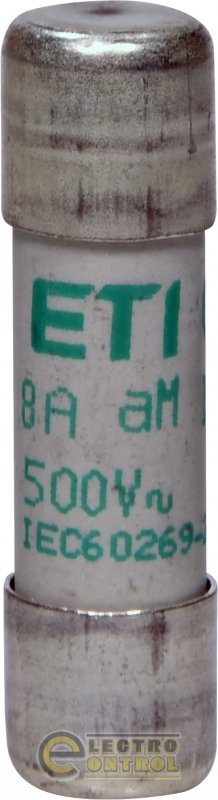 ETI
8A aM
500V~
IEC60269-
ELECTRO
CONTROL